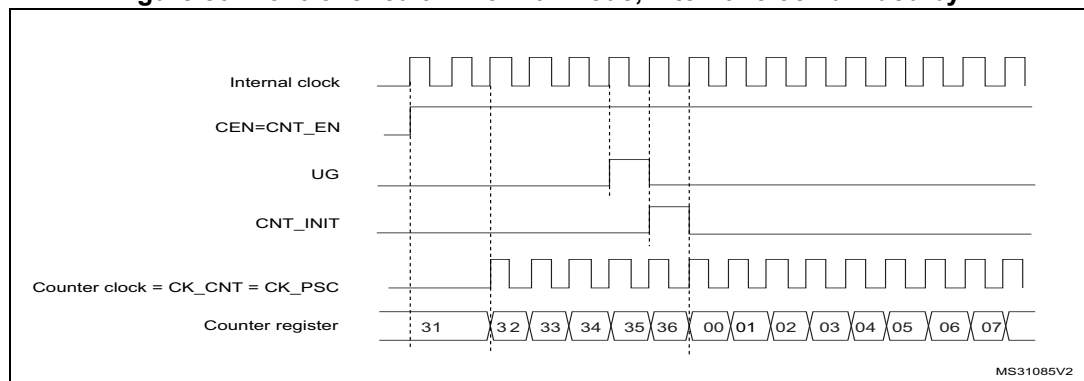 Internal clock
CEN=CNT_EN
UG
CNT_INIT
Counter clock = CK_CNT = CK_PSC
Counter register 31 32 33 34 35 36 00 01 02 03 04 05 06 07
MS31085V2